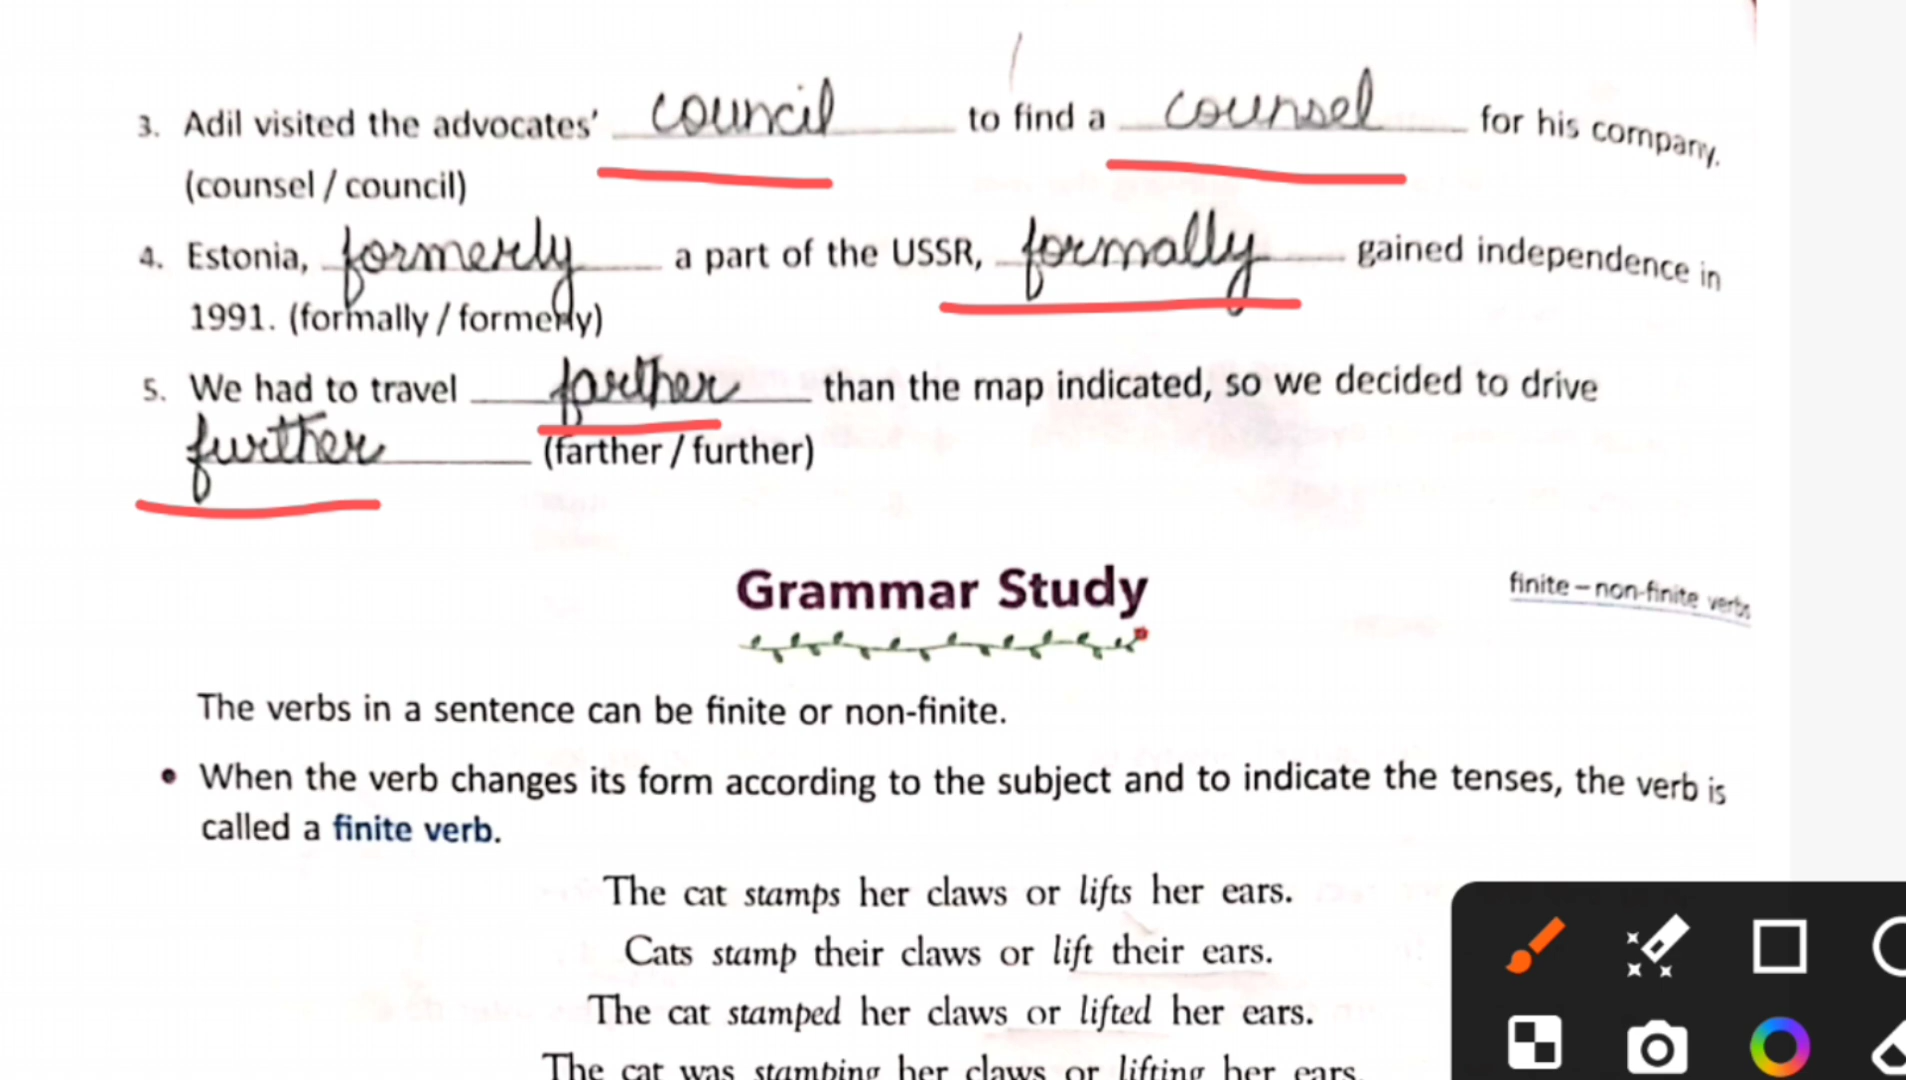 3. Adil visited the advocates' council to find a counsel for his company.
(counsel / council)
4. Estonia, formerly a part of the USSR, formally gained independence in
1991. (formally / formerly)
5. We had to travel farther than the map indicated, so we decided to drive
further (farther / further)
Grammar Study
finite – non-finite verbs
The verbs in a sentence can be finite or non-finite.
• When the verb changes its form according to the subject and to indicate the tenses, the verb is
called a finite verb.
The cat stamps her claws or lifts her ears.
Cats stamp their claws or lift their ears.
The cat stamped her claws or lifted her ears.
The cat was stamping her claws or lifting her ears.